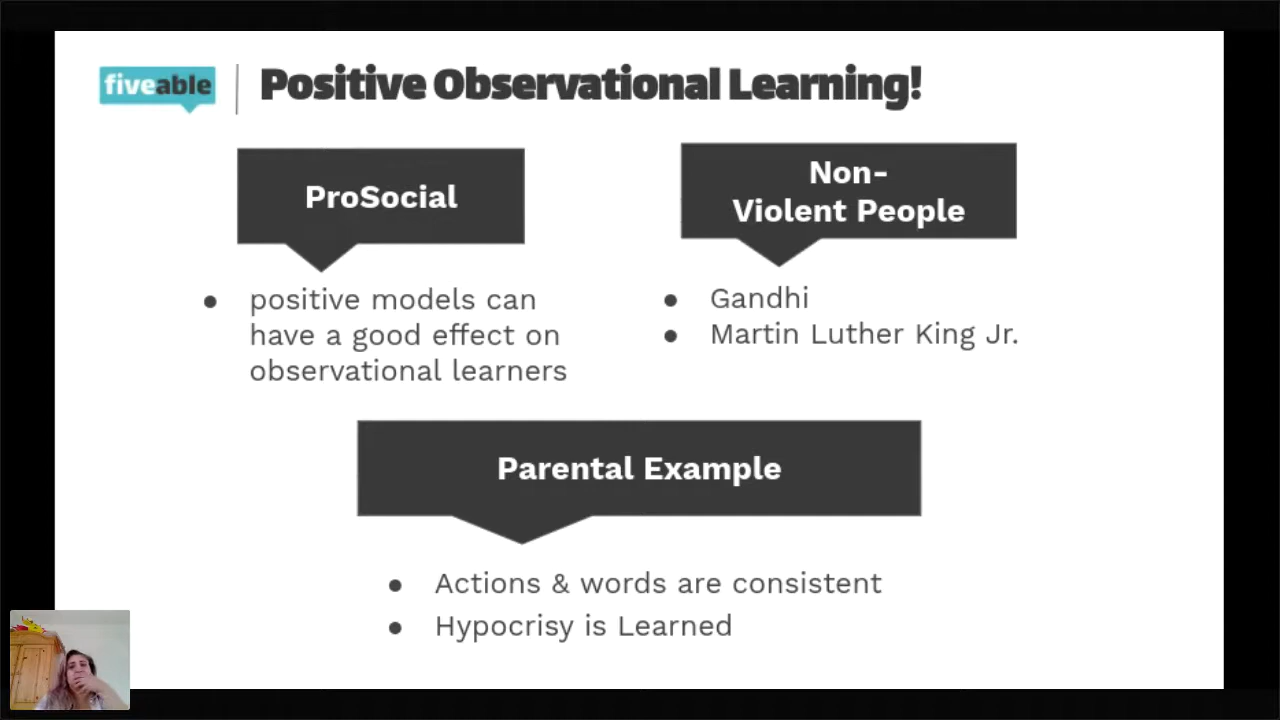 fiveable
Positive Observational Learning!
ProSocial
● positive models can
have a good effect on
observational learners
Non-
Violent People
● Gandhi
● Martin Luther King Jr.
Parental Example
● Actions & words are consistent
● Hypocrisy is Learned